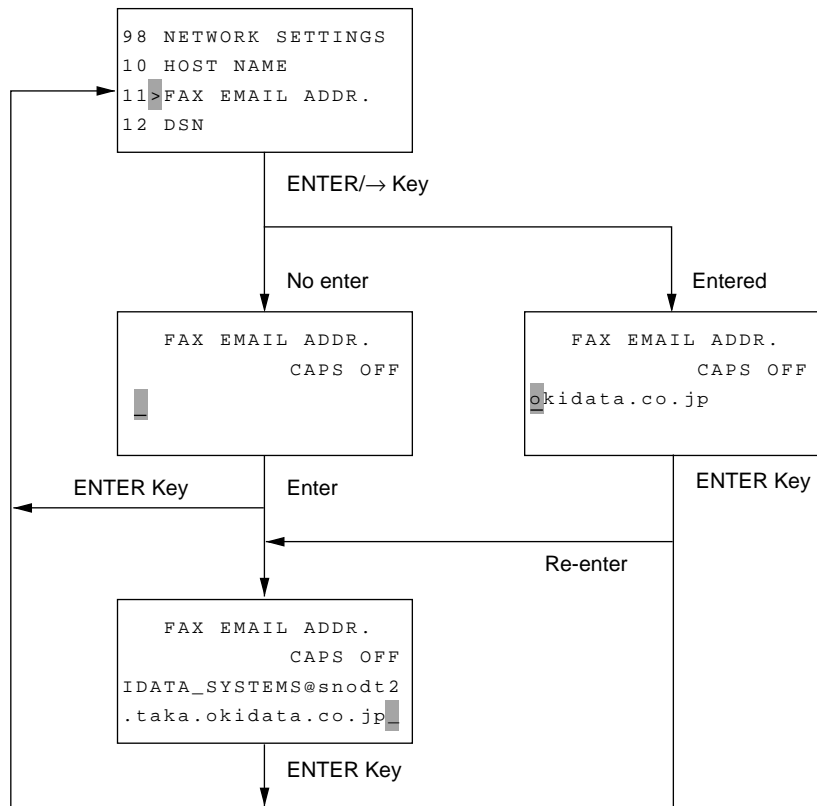 98 NETWORK SETTINGS
10 HOST NAME
11>FAX EMAIL ADDR.
12 DSN
ENTER/→ Key
No enter
Entered
FAX EMAIL ADDR.
CAPS OFF
_
FAX EMAIL ADDR.
CAPS OFF
okidata.co.jp
ENTER Key
Enter
ENTER Key
Re-enter
FAX EMAIL ADDR.
CAPS OFF
IDATA_SYSTEMS@snodt2
.taka.okidata.co.jp_
ENTER Key